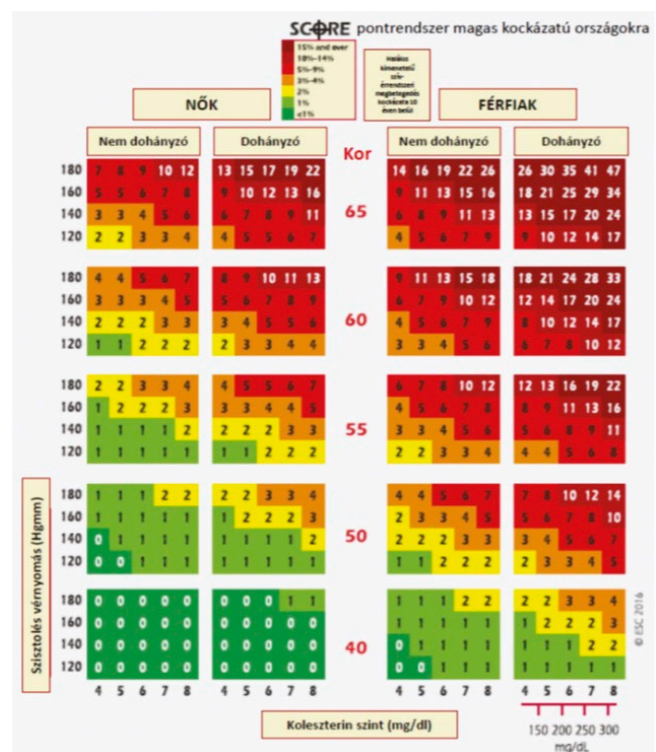 SCORE pontrendszer magas kockázatú országokra
15% and over
10%–14%
5%–9%
3%–4%
2%
1%
<1%
Halálos
kimenetelű
szív-
érrendszeri
megbetegedés
kockázata 10
éven belül
NŐK
FÉRFIAK
Nem dohányzó
Dohányzó
Kor
Nem dohányzó
Dohányzó
180 7 8 9 10 12 13 15 17 19 22 14 16 19 22 26 26 30 35 41 47
160 5 5 6 7 8 9 10 12 13 16 9 11 13 15 16 18 21 25 29 34
65
140 3 3 4 5 6 6 7 8 9 11 6 8 9 11 13 13 15 17 20 24
120 2 2 3 3 4 4 5 5 6 7 4 5 6 7 9 9 10 12 14 17
180 4 4 5 6 7 8 9 10 11 13 9 11 13 15 18 18 21 24 28 33
160 3 3 3 4 5 5 6 7 8 9 6 7 9 10 12 12 14 17 20 24
60
140 2 2 2 3 3 3 4 5 5 6 4 5 6 7 9 8 10 12 14 17
120 1 1 2 2 2 2 3 3 4 4 3 3 4 5 6 6 7 8 10 12
180 2 2 3 3 4 4 5 5 6 7 6 7 8 10 12 12 13 16 19 22
160 1 2 2 2 3 3 3 4 4 5 4 5 6 7 8 8 9 11 13 16
55
140 1 1 1 1 2 2 2 2 3 3 3 3 4 5 6 5 6 8 9 11
120 1 1 1 1 1 1 1 2 2 2 2 2 3 3 4 4 4 5 6 8
180 1 1 1 2 2 2 2 3 3 4 4 4 5 6 7 7 8 10 12 14
160 1 1 1 1 1 1 2 2 2 3 2 3 3 4 5 5 6 7 8 10
50
140 0 1 1 1 1 1 1 1 1 2 2 2 2 3 3 3 4 5 6 7
120 0 0 1 1 1 1 1 1 1 1 1 1 2 2 2 2 3 3 4 5
180 0 0 0 0 0 0 0 0 1 1 1 1 1 2 2 2 2 3 3 4
160 0 0 0 0 0 0 0 0 0 0 1 1 1 1 1 1 2 2 2 3
40
140 0 0 0 0 0 0 0 0 0 0 0 1 1 1 1 1 1 1 2 2
120 0 0 0 0 0 0 0 0 0 0 0 0 1 1 1 1 1 1 1 1
4 5 6 7 8 4 5 6 7 8 4 5 6 7 8 4 5 6 7 8
Szisztolés vérnyomás (Hgmm)
Koleszterin szint (mg/dl)
150 200 250 300
mg/dL
© ESC 2016